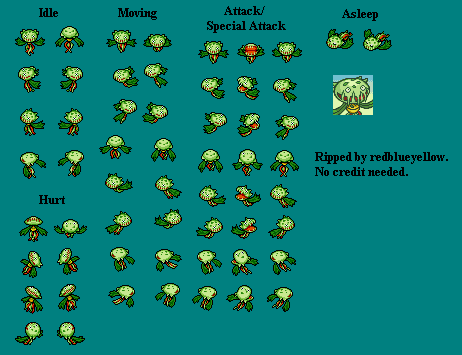 Idle
Moving
Attack/
Special Attack
Asleep
Hurt
Ripped by redblueyellow.
No credit needed.